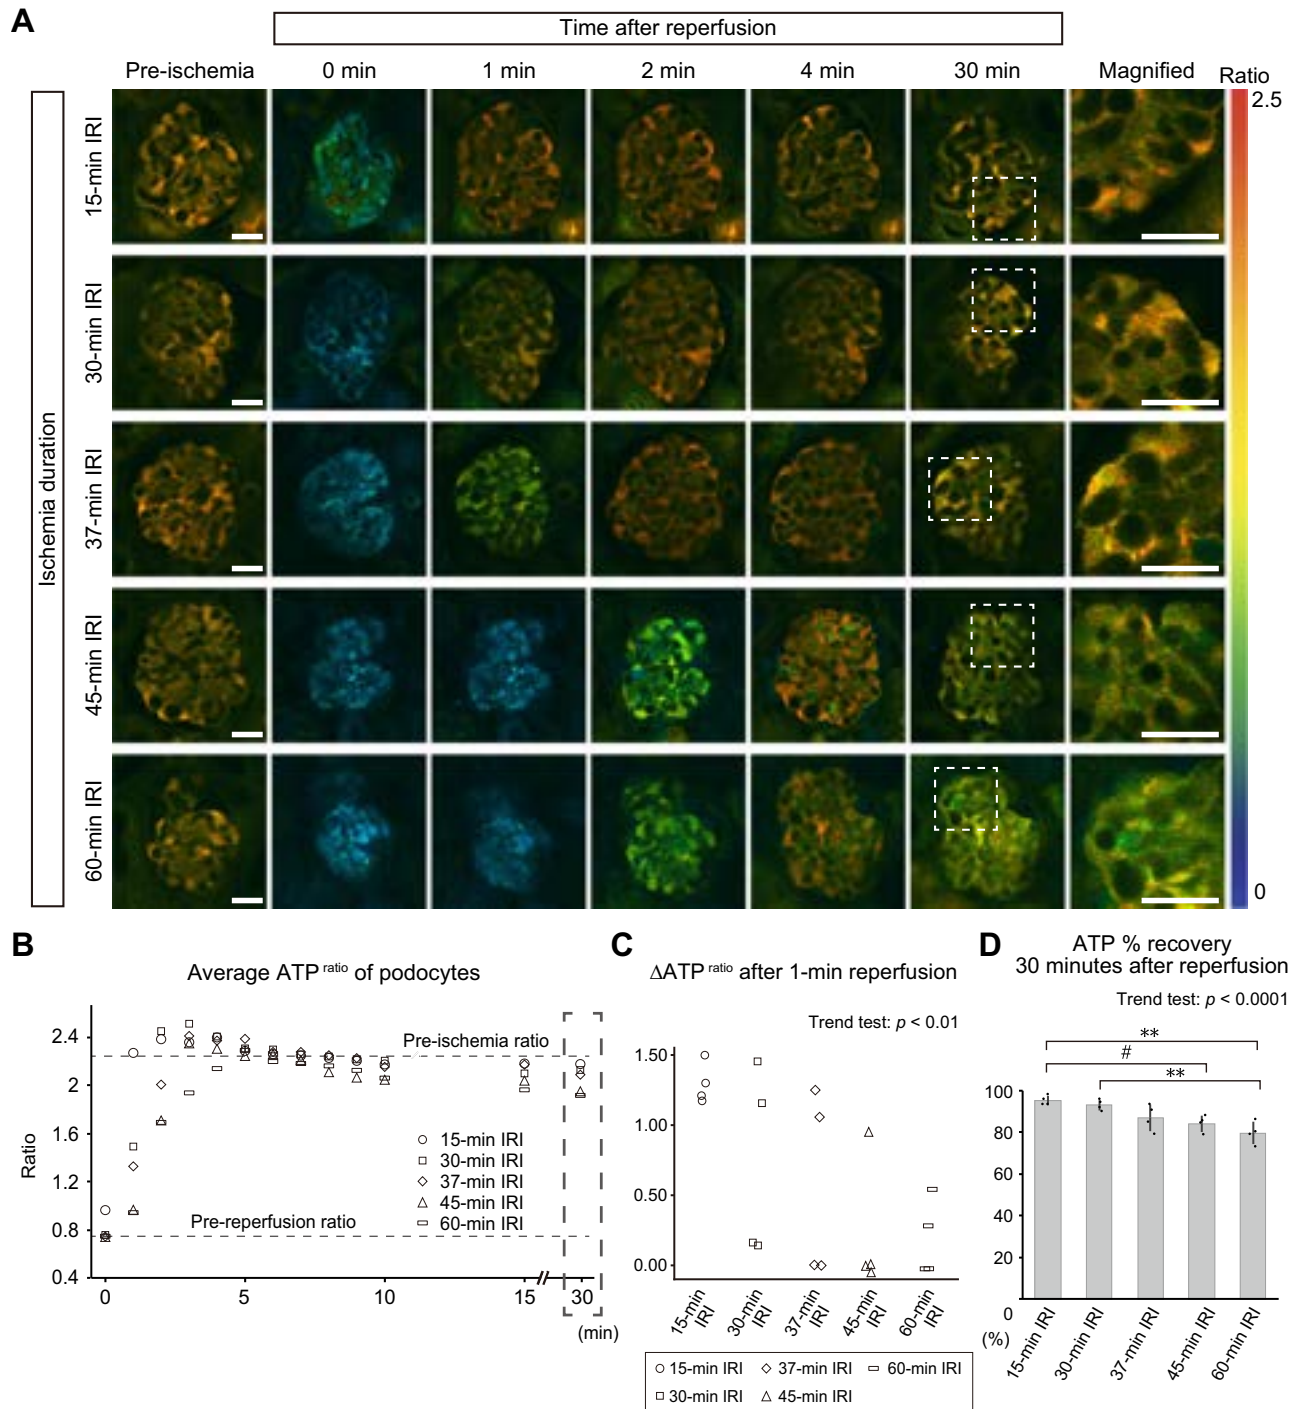 A
Time after reperfusion
Pre-ischemia 0 min 1 min 2 min 4 min 30 min Magnified Ratio
2.5
0
Ischemia duration
15-min IRI
30-min IRI
37-min IRI
45-min IRI
60-min IRI
B
Average ATP ratio of podocytes
Ratio
2.4
2
1.6
1.2
0.8
0.4
Pre-ischemia ratio
Pre-reperfusion ratio
15-min IRI
30-min IRI
37-min IRI
45-min IRI
60-min IRI
0 5 10 15 30
(min)
C
ΔATP ratio after 1-min reperfusion
Trend test: p < 0.01
1.50
1.00
0.50
0.00
15-min IRI
30-min IRI
37-min IRI
45-min IRI
60-min IRI
15-min IRI 37-min IRI 60-min IRI
30-min IRI 45-min IRI
D
ATP % recovery
30 minutes after reperfusion
Trend test: p < 0.0001
**
#
**
100
80
60
40
20
0
(%)
15-min IRI
30-min IRI
37-min IRI
45-min IRI
60-min IRI